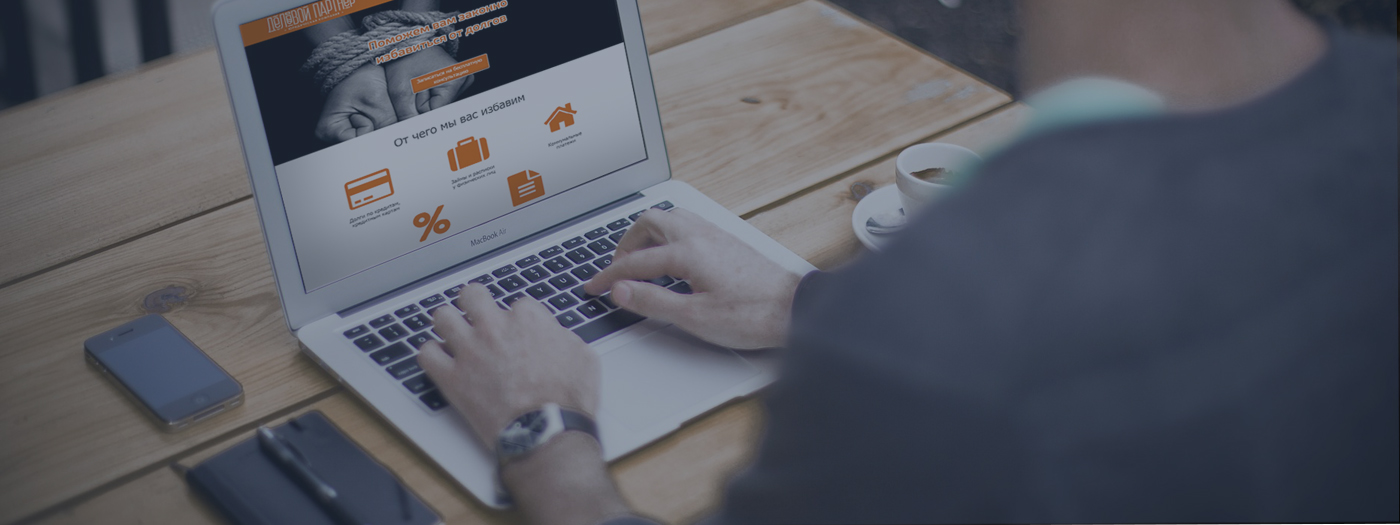 ДЕЛОВОЙ ПАРТНЕР
Поможем вам законно
избавиться от долгов
Записаться на бесплатную
консультацию
От чего мы вас избавим
Долги по кредитам,
кредитным картам
Займы и расписки
у физических лиц
Коммунальные
платежи
MacBook Air